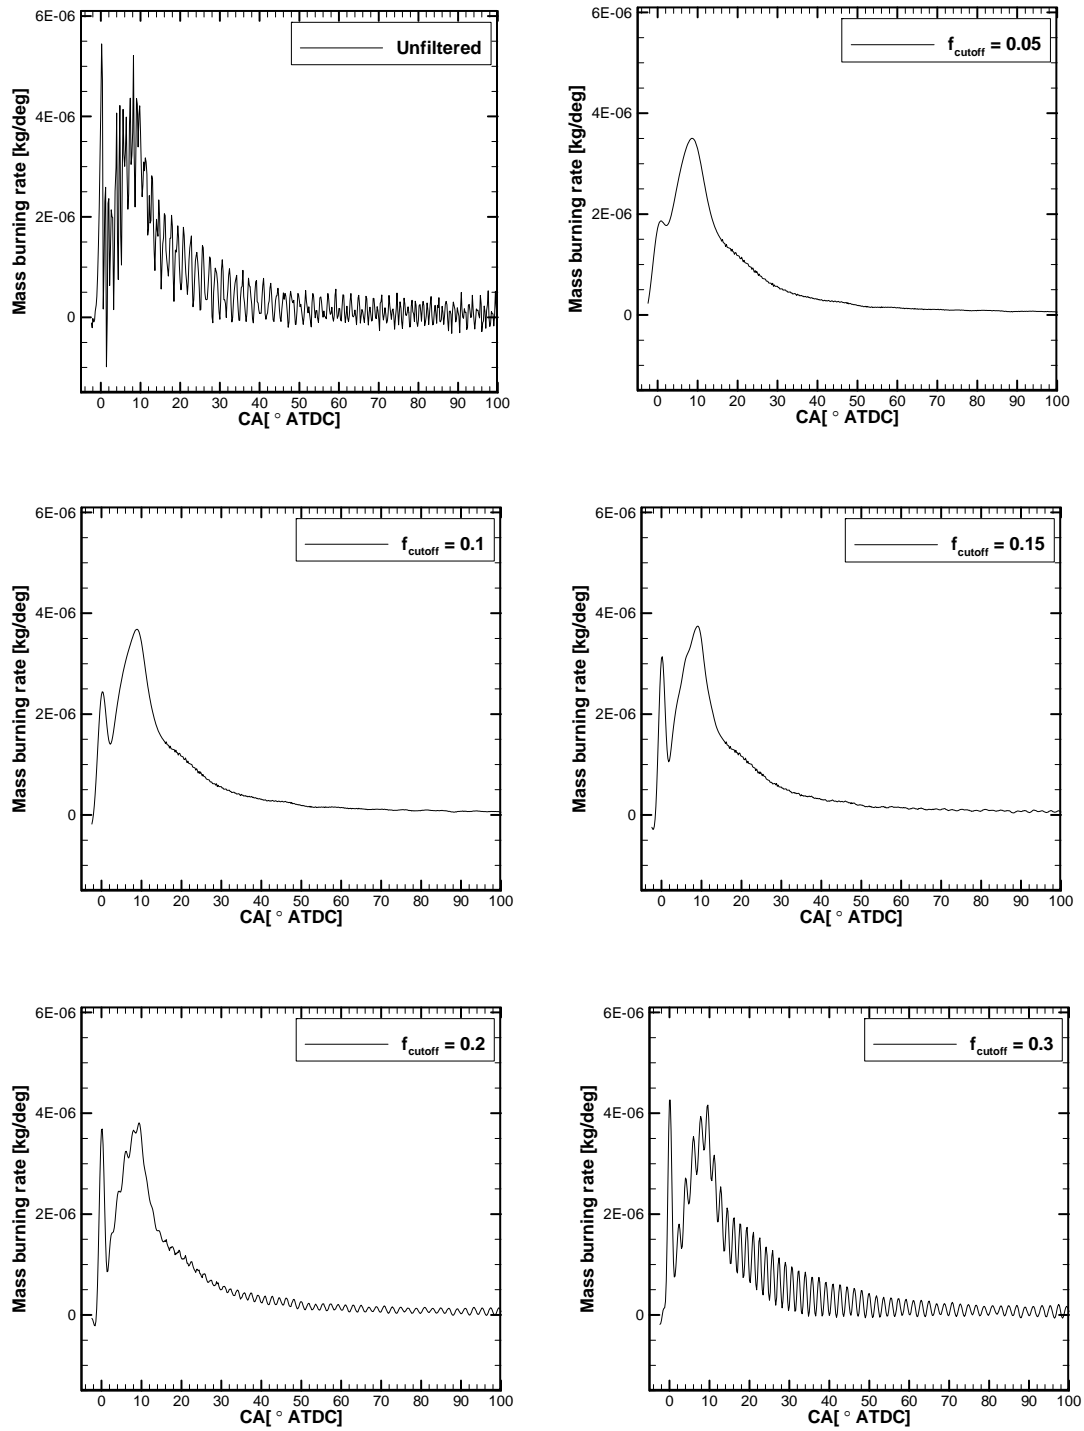 6E-06
4E-06
2E-06
0
Mass burning rate [kg/deg]
Unfiltered
0 10 20 30 40 50 60 70 80 90 100
CA[ ° ATDC]
6E-06
4E-06
2E-06
0
Mass burning rate [kg/deg]
f_cutoff = 0.05
0 10 20 30 40 50 60 70 80 90 100
CA[ ° ATDC]
6E-06
4E-06
2E-06
0
Mass burning rate [kg/deg]
f_cutoff = 0.1
0 10 20 30 40 50 60 70 80 90 100
CA[ ° ATDC]
6E-06
4E-06
2E-06
0
Mass burning rate [kg/deg]
f_cutoff = 0.15
0 10 20 30 40 50 60 70 80 90 100
CA[ ° ATDC]
6E-06
4E-06
2E-06
0
Mass burning rate [kg/deg]
f_cutoff = 0.2
0 10 20 30 40 50 60 70 80 90 100
CA[ ° ATDC]
6E-06
4E-06
2E-06
0
Mass burning rate [kg/deg]
f_cutoff = 0.3
0 10 20 30 40 50 60 70 80 90 100
CA[ ° ATDC]